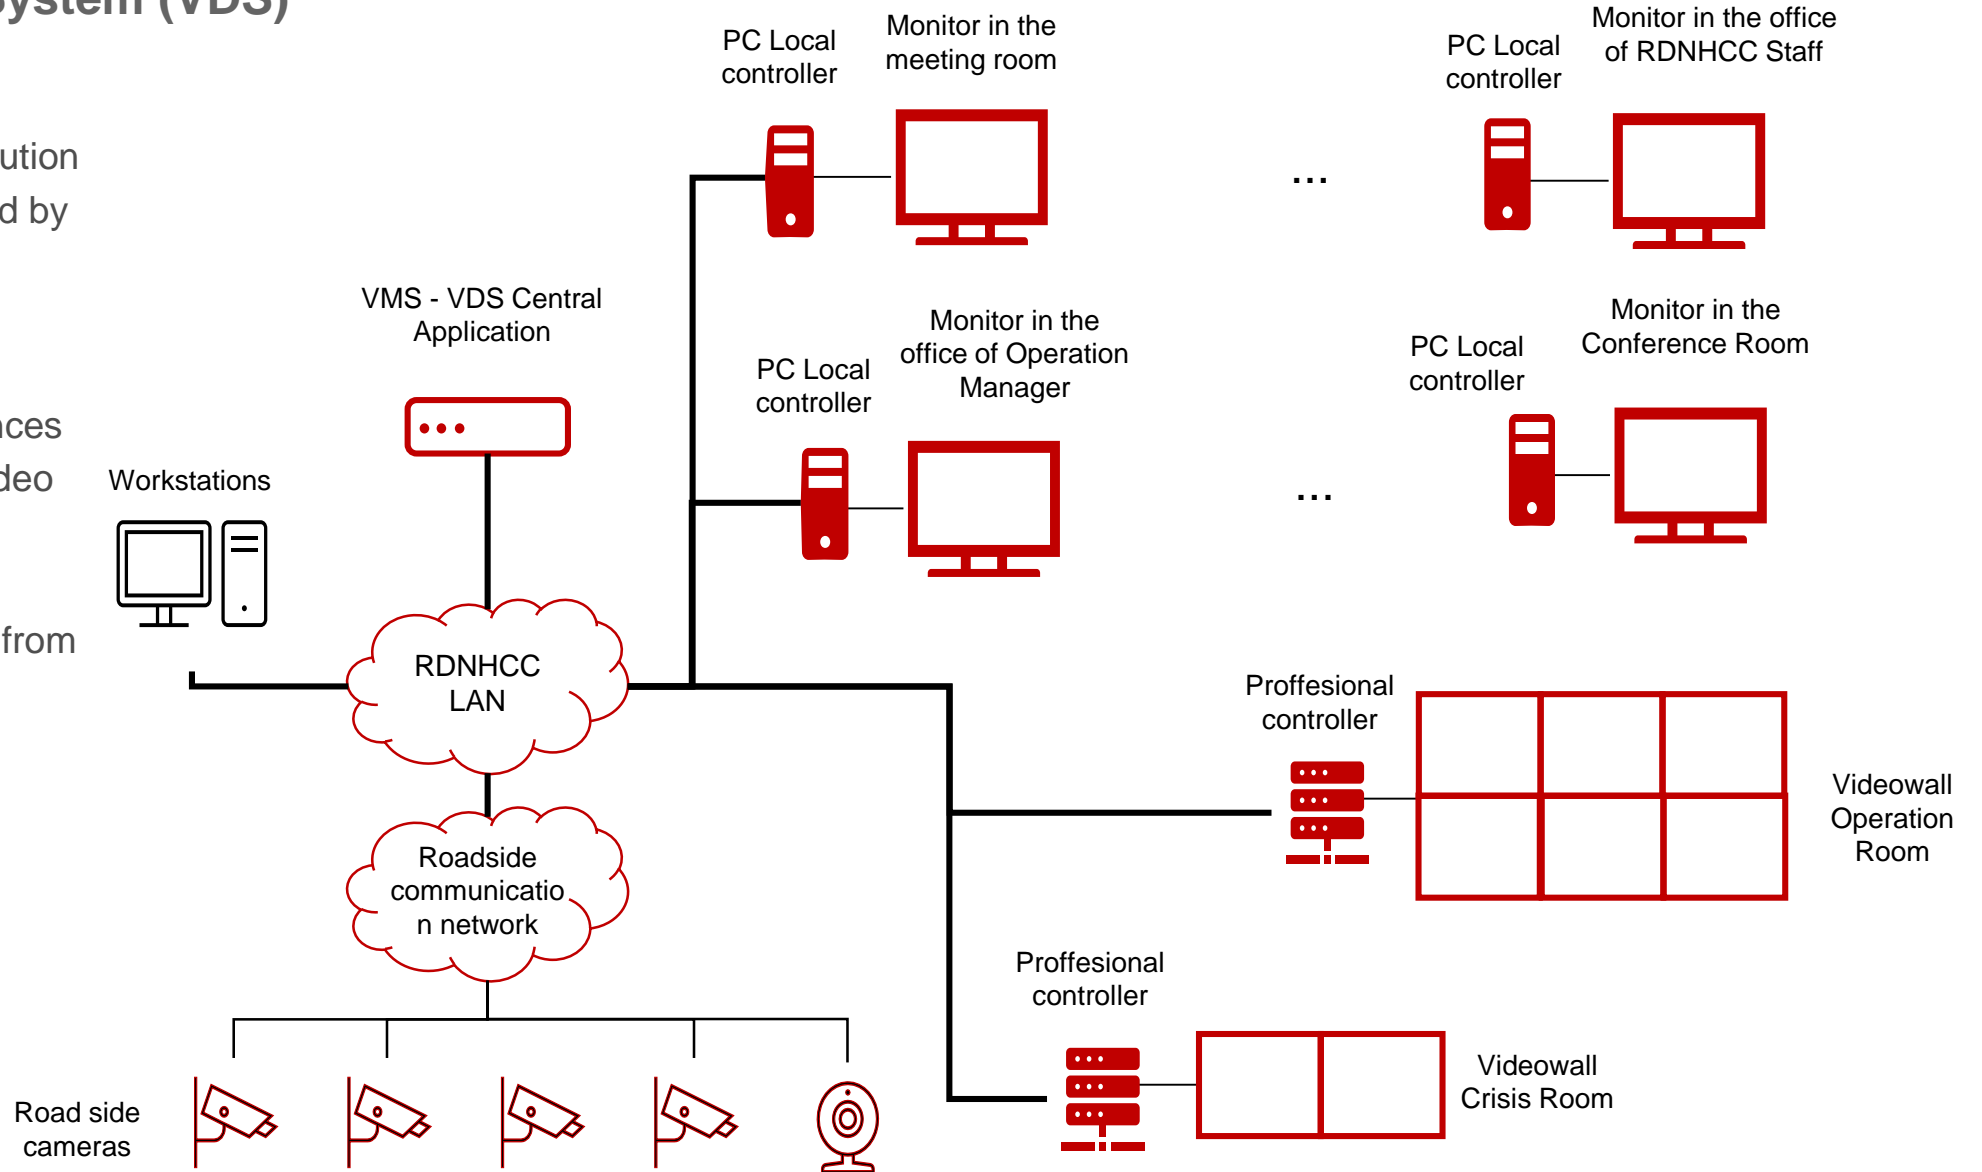 System (VDS)
ution
d by
nces
deo
from
PC Local
controller
Monitor in the
meeting room
PC Local
controller
Monitor in the office
of RDNHCC Staff
...
VMS - VDS Central
Application
PC Local
controller
Monitor in the
office of Operation
Manager
PC Local
controller
Monitor in the
Conference Room
...
Workstations
RDNHCC
LAN
Roadside
communicatio
n network
Proffesional
controller
Videowall
Operation
Room
Proffesional
controller
Videowall
Crisis Room
Road side
cameras